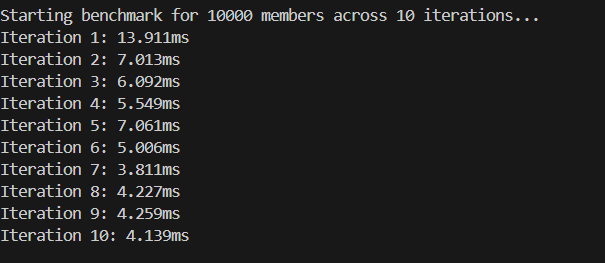 Starting benchmark for 10000 members across 10 iterations...
Iteration 1: 13.911ms
Iteration 2: 7.013ms
Iteration 3: 6.092ms
Iteration 4: 5.549ms
Iteration 5: 7.061ms
Iteration 6: 5.006ms
Iteration 7: 3.811ms
Iteration 8: 4.227ms
Iteration 9: 4.259ms
Iteration 10: 4.139ms